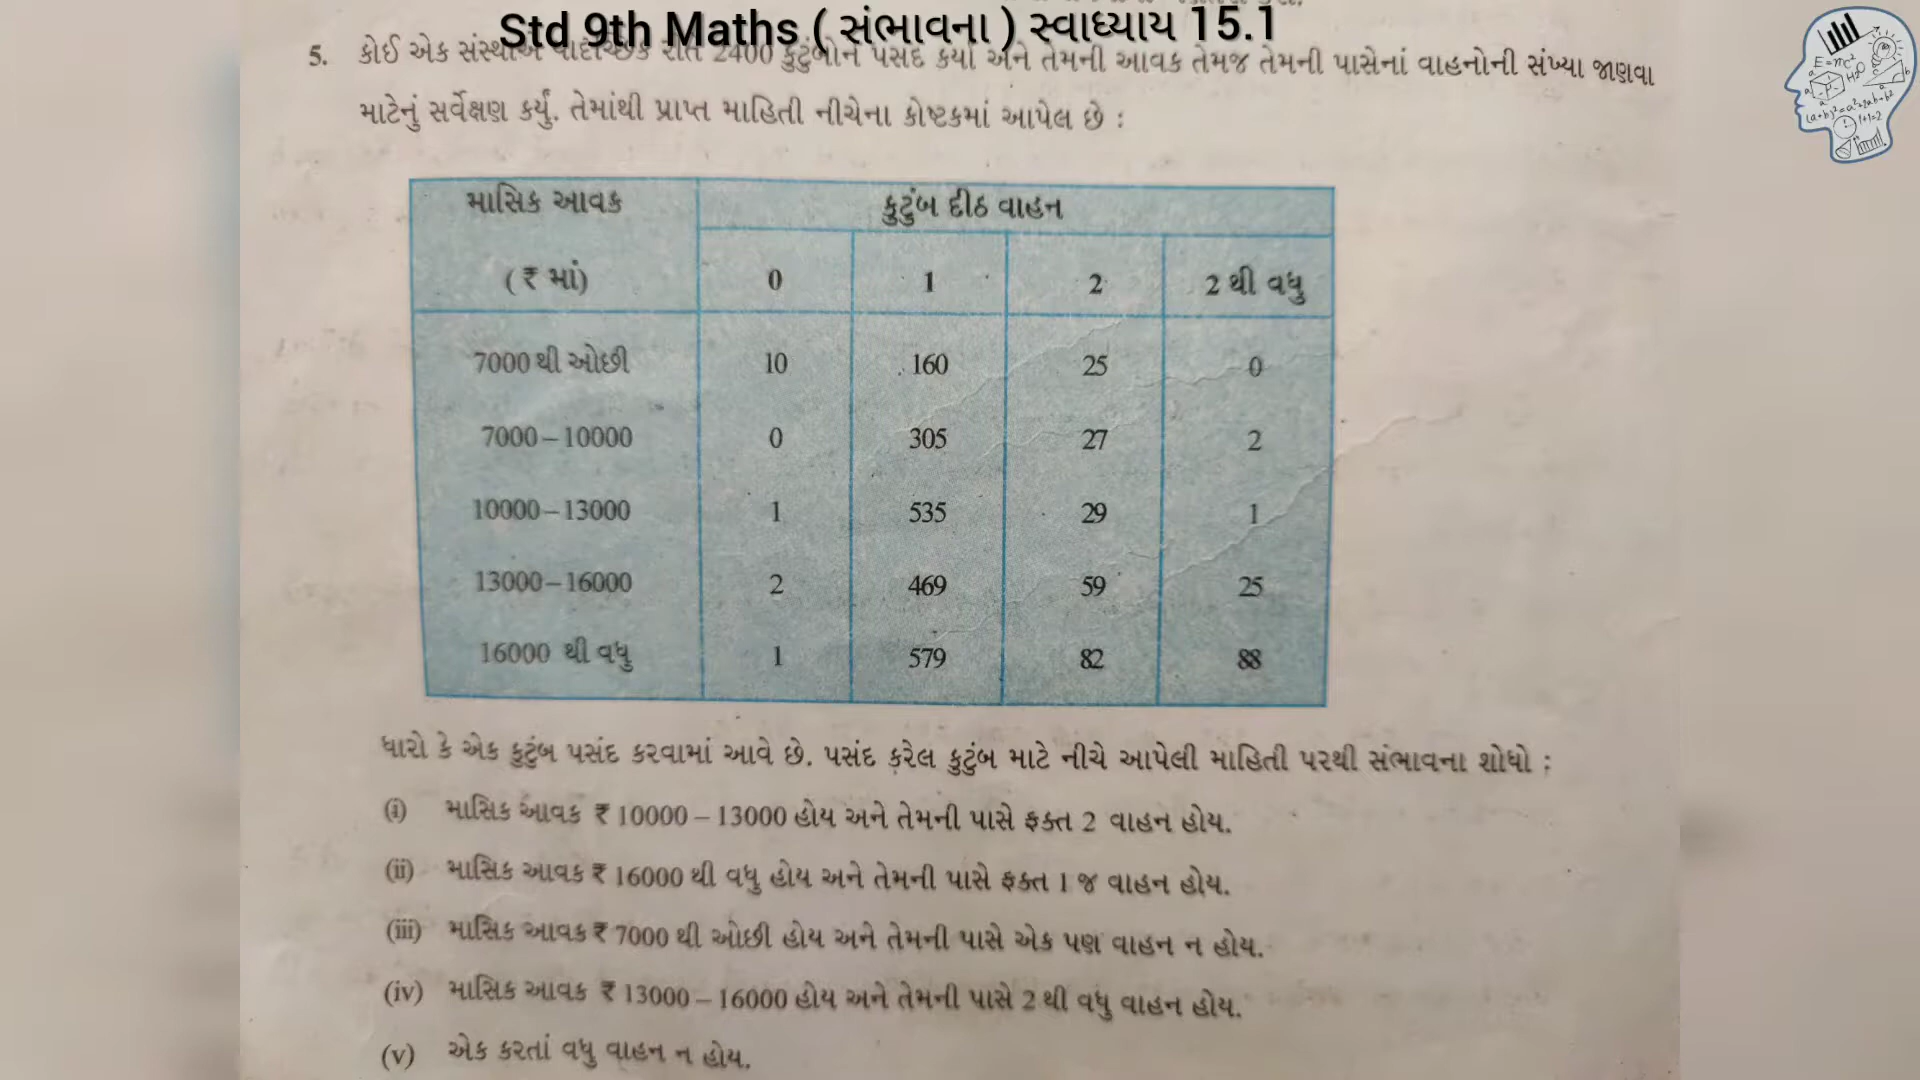 Std 9th Maths ( સંભાવના ) સ્વાધ્યાય 15.1
5. કોઈ એક સંસ્થાએ યાદચ્છિક રીતે 2400 કુટુંબોને પસંદ કર્યા અને તેમની આવક તેમજ તેમની પાસેનાં વાહનોની સંખ્યા જાણવા
માટેનું સર્વેક્ષણ કર્યું. તેમાંથી પ્રાપ્ત માહિતી નીચેના કોષ્ટકમાં આપેલ છે :
માસિક આવક કુટુંબ દીઠ વાહન
(₹ માં) 0 1 2 2 થી વધુ
7000 થી ઓછી 10 160 25 0
7000 – 10000 0 305 27 2
10000 – 13000 1 535 29 1
13000 – 16000 2 469 59 25
16000 થી વધુ 1 579 82 88
ધારો કે એક કુટુંબ પસંદ કરવામાં આવે છે. પસંદ કરેલ કુટુંબ માટે નીચે આપેલી માહિતી પરથી સંભાવના શોધો :
(i) માસિક આવક ₹ 10000 – 13000 હોય અને તેમની પાસે ફક્ત 2 વાહન હોય.
(ii) માસિક આવક ₹ 16000 થી વધુ હોય અને તેમની પાસે ફક્ત 1 જ વાહન હોય.
(iii) માસિક આવક ₹ 7000 થી ઓછી હોય અને તેમની પાસે એક પણ વાહન ન હોય.
(iv) માસિક આવક ₹ 13000 – 16000 હોય અને તેમની પાસે 2 થી વધુ વાહન હોય.
(v) એક કરતાં વધુ વાહન ન હોય.